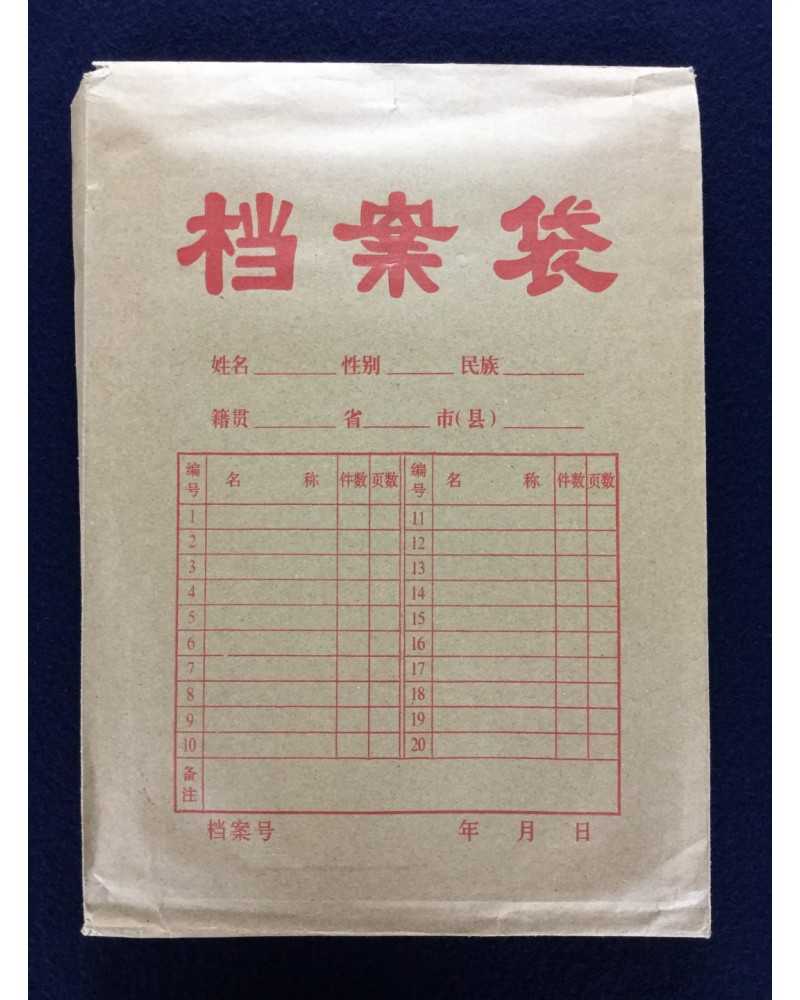 档案袋
姓名 性别 民族
籍贯 省 市(县)
编号 名称 件数 页数 编号 名称 件数 页数
1 11
2 12
3 13
4 14
5 15
6 16
7 17
8 18
9 19
10 20
备注
档案号 年 月 日